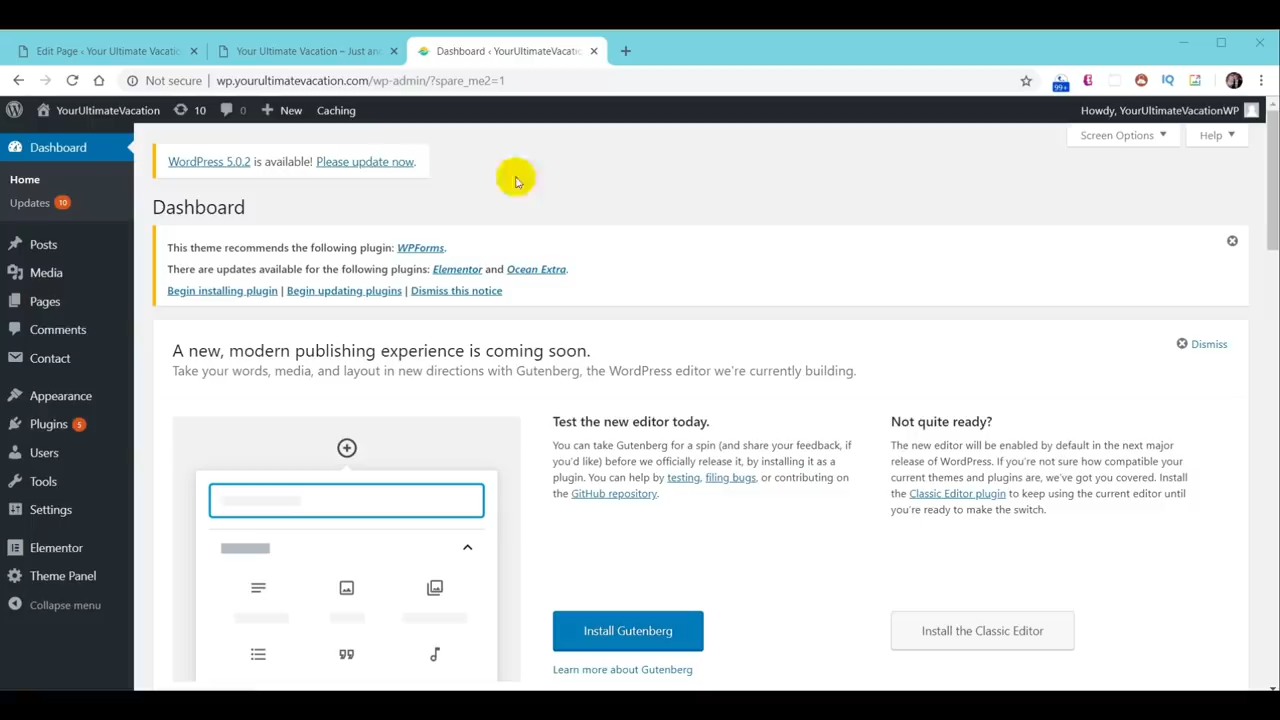 Edit Page ‹ Your Ultimate Vacatio
Your Ultimate Vacation – Just an
Dashboard ‹ YourUltimateVacatio
Not secure
wp.yourultimatevacation.com/wp-admin/?spare_me2=1
99+
IQ
YourUltimateVacation
10
0
New
Caching
Howdy, YourUltimateVacationWP
Dashboard
Home
Updates 10
Posts
Media
Pages
Comments
Contact
Appearance
Plugins 5
Users
Tools
Settings
Elementor
Theme Panel
Collapse menu
Screen Options
Help
WordPress 5.0.2 is available! Please update now.
Dashboard
This theme recommends the following plugin: WPForms.
There are updates available for the following plugins: Elementor and Ocean Extra.
Begin installing plugin | Begin updating plugins | Dismiss this notice
A new, modern publishing experience is coming soon.
Dismiss
Take your words, media, and layout in new directions with Gutenberg, the WordPress editor we're currently building.
Test the new editor today.
You can take Gutenberg for a spin (and share your feedback, if
you'd like) before we officially release it, by installing it as a
plugin. You can help by testing, filing bugs, or contributing on
the GitHub repository.
Install Gutenberg
Learn more about Gutenberg
Not quite ready?
The new editor will be enabled by default in the next major
release of WordPress. If you're not sure how compatible your
current themes and plugins are, we've got you covered. Install
the Classic Editor plugin to keep using the current editor until
you're ready to make the switch.
Install the Classic Editor